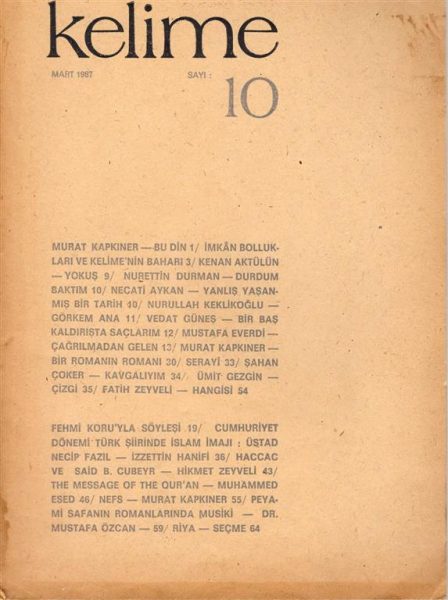 kelime
MART 1987 SAYI :
10
MURAT KAPKINER — BU DİN 1/ İMKÂN BOLLUK-
LARI VE KELİME'NİN BAHARI 3/ KENAN AKTÜLÜN
— YOKUŞ 9/ NURETTİN DURMAN — DURDUM
BAKTIM 10/ NECATİ AYKAN — YANLIŞ YAŞAN-
MIŞ BİR TARİH 10/ NURULLAH KEKLİKOĞLU —
GÖRKEM ANA 11/ VEDAT GÜNEŞ — BİR BAŞ
KALDIRIŞTA SAÇLARIM 12/ MUSTAFA EVERDİ —
ÇAĞRILMADAN GELEN 13/ MURAT KAPKINER —
BİR ROMANIN ROMANI 30/ SERAYİ 33/ ŞAHAN
ÇOKER — KAVGALIYIM 34/ ÜMİT GEZGİN —
ÇİZGİ 35/ FATİH ZEYVELİ — HANGİSİ 54
FEHMİ KORU'YLA SÖYLEŞİ 19/ CUMHURİYET
DÖNEMİ TÜRK ŞİİRİNDE İSLAM İMAJI : ÜSTAD
NECİP FAZIL — İZZETTİN HANİFİ 36/ HACCAC
VE SAİD B. CUBEYR — HİKMET ZEYVELİ 43/
THE MESSAGE OF THE QUR'AN — MUHAMMED
ESED 46/ NEFS — MURAT KAPKINER 55/ PEYA-
Mİ SAFANIN ROMANLARINDA MUSİKİ — DR.
MUSTAFA ÖZCAN — 59/ RİYA — SEÇME 64